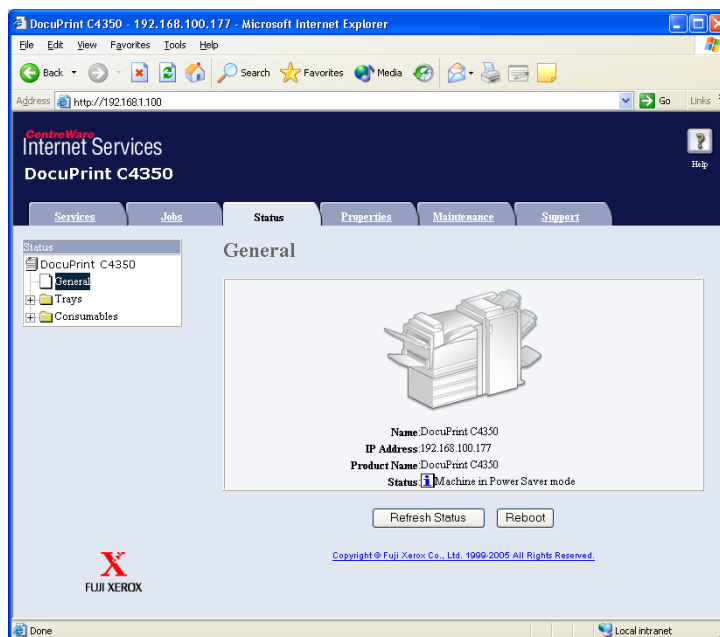 DocuPrint C4350 - 192.168.100.177 - Microsoft Internet Explorer
File Edit View Favorites Tools Help
Back Search Favorites Media
Address http://192.168.1.100 Go Links
CentreWare
Internet Services
DocuPrint C4350
Help
Services Jobs Status Properties Maintenance Support
Status
DocuPrint C4350
General
Trays
Consumables
General
Name:DocuPrint C4350
IP Address:192.168.100.177
Product Name:DocuPrint C4350
Status:Machine in Power Saver mode
Refresh Status Reboot
Copyright © Fuji Xerox Co., Ltd. 1999-2005 All Rights Reserved.
X
FUJI XEROX
Done Local intranet